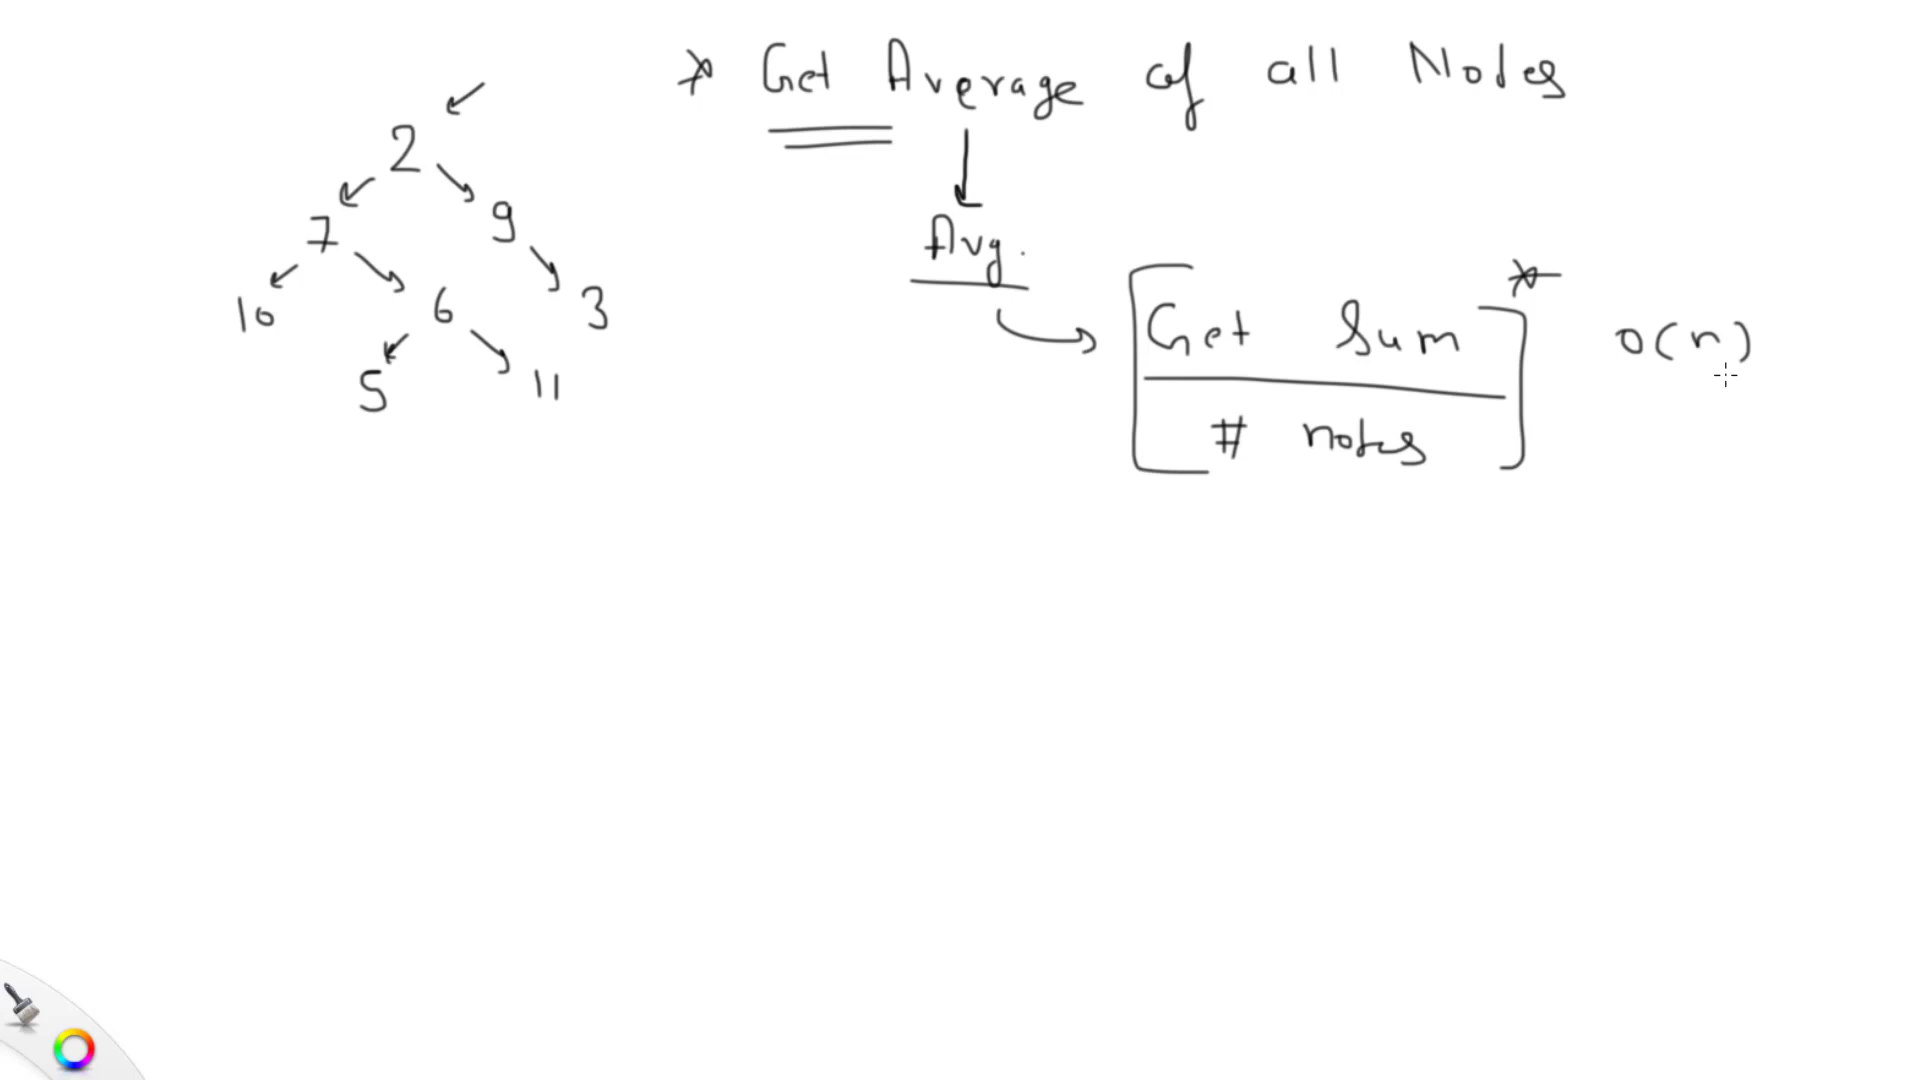 * Get Average of all Nodes
2
7 9
10 6 3
5 11
Avg.
Get Sum * O(n)
# nodes